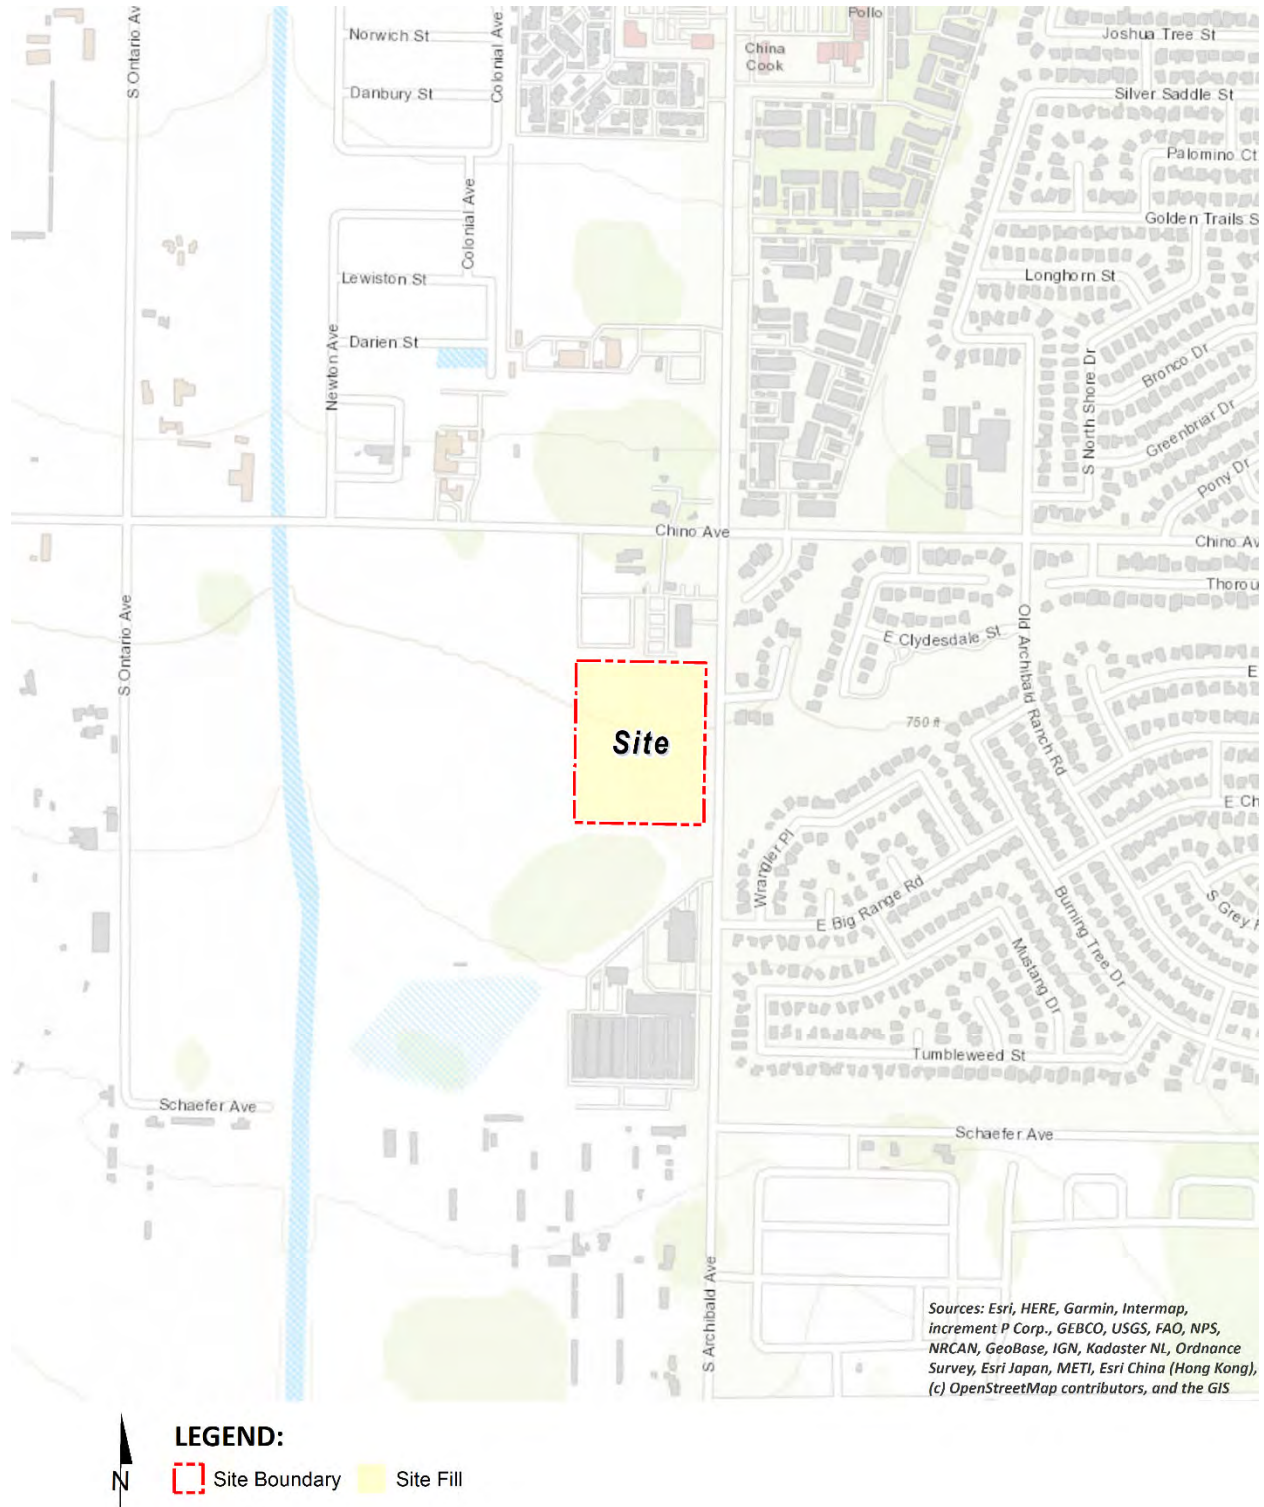 S Ontario Av
Norwich St
Colonial Ave
Danbury St
Pollo
China
Cook
Joshua Tree St
Silver Saddle St
Palomino Ct
Colonial Ave
Golden Trails S
Lewiston St
Longhorn St
Newton Ave
Darien St
S North Shore Dr
Bronco Dr
Greenbriar Dr
Pony Dr
Chino Ave
Chino Av
Thorou
S Ontario Ave
Old Archibald Ranch Rd
E Clydesdale St
E
750 ft
Site
E Ch
Wrangler Pl
E Big Range Rd
Burning Tree Dr
S Grey
Mustang Dr
Tumbleweed St
Schaefer Ave
Schaefer Ave
S Archibald Ave
Sources: Esri, HERE, Garmin, Intermap,
increment P Corp., GEBCO, USGS, FAO, NPS,
NRCAN, GeoBase, IGN, Kadaster NL, Ordnance
Survey, Esri Japan, METI, Esri China (Hong Kong),
(c) OpenStreetMap contributors, and the GIS
N
LEGEND:
Site Boundary
Site Fill